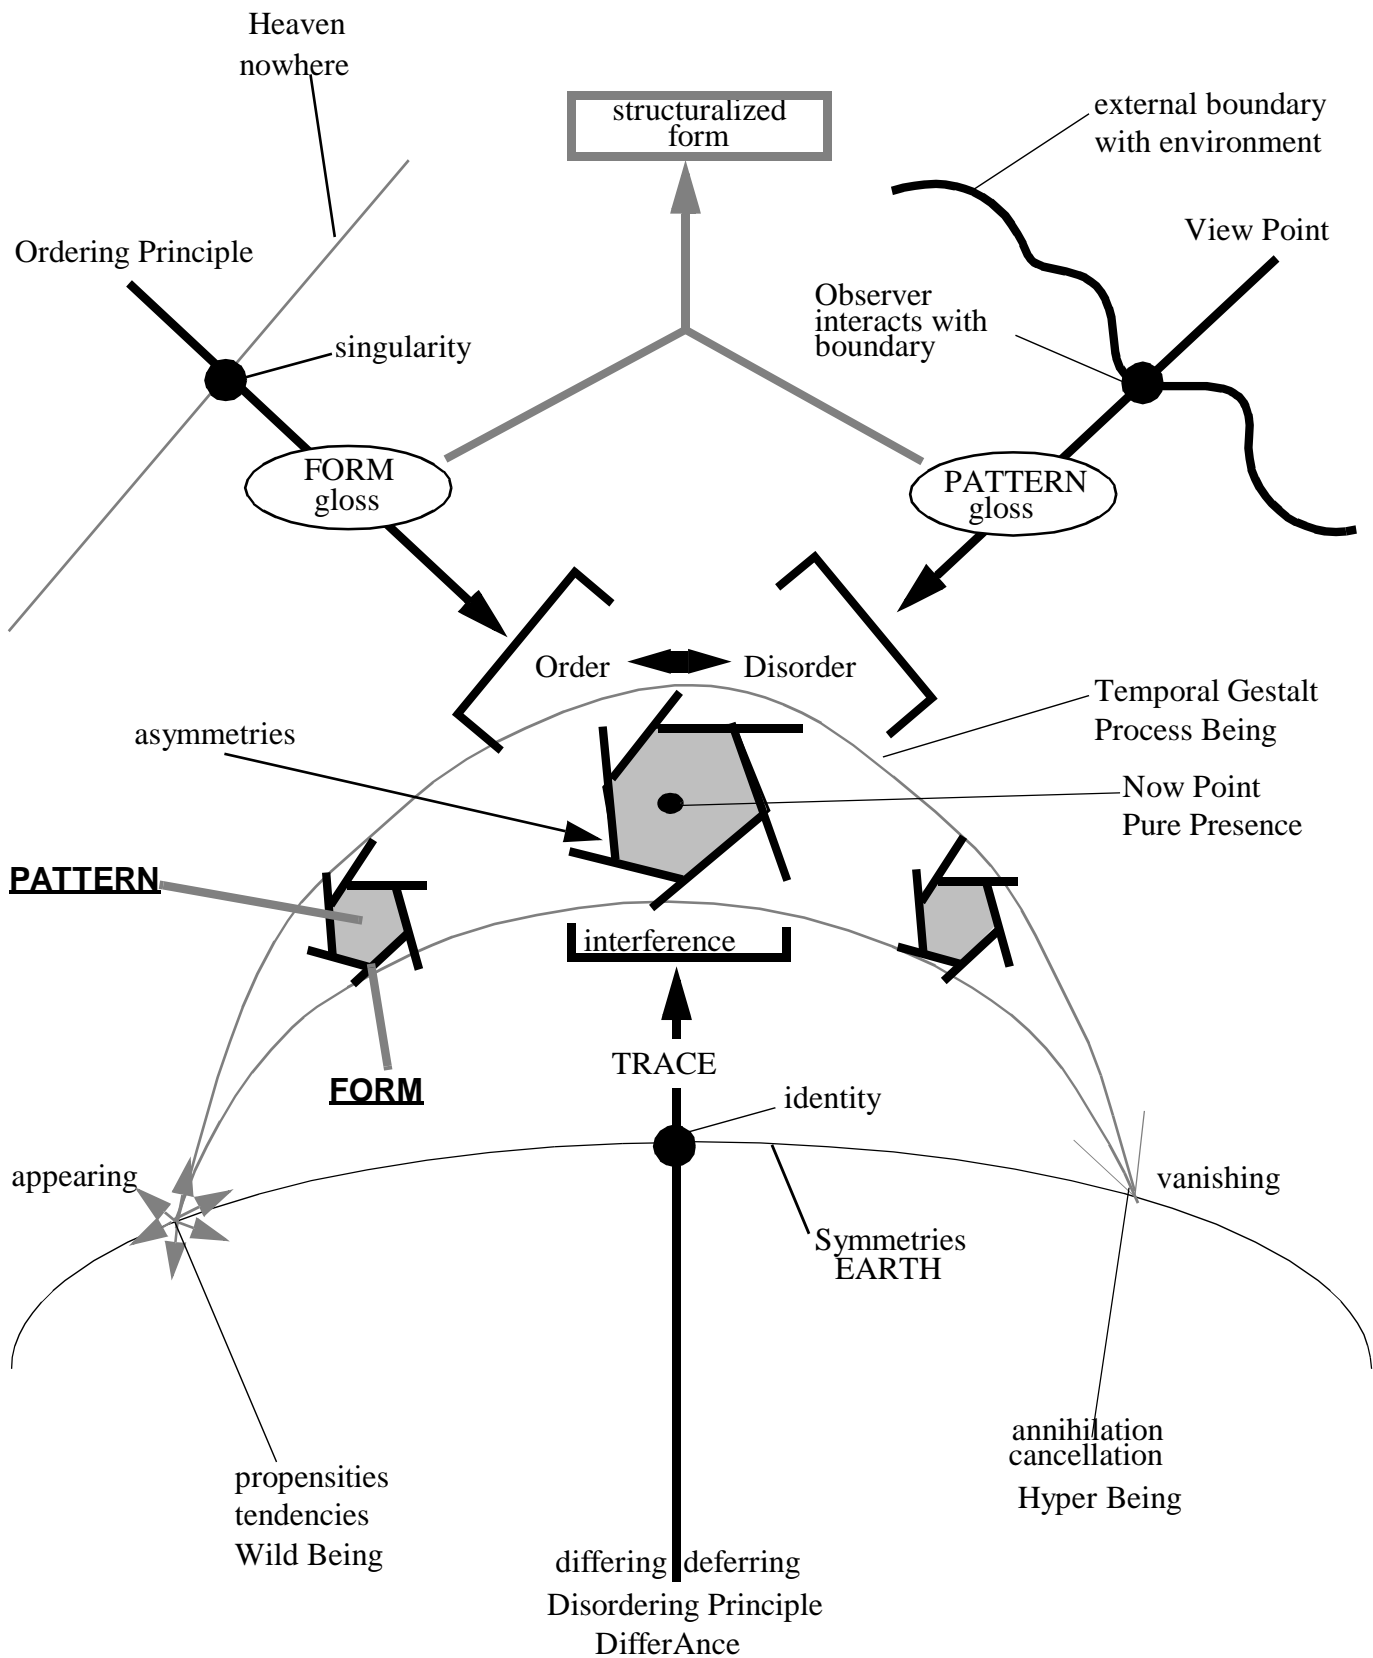 Heaven
nowhere
structuralized
form
external boundary
with environment
Ordering Principle
View Point
singularity
Observer
interacts with
boundary
FORM
gloss
PATTERN
gloss
Order
Disorder
Temporal Gestalt
Process Being
asymmetries
Now Point
Pure Presence
PATTERN
interference
TRACE
FORM
identity
appearing
vanishing
Symmetries
EARTH
annihilation
cancellation
Hyper Being
propensities
tendencies
Wild Being
differing deferring
Disordering Principle
DifferAnce